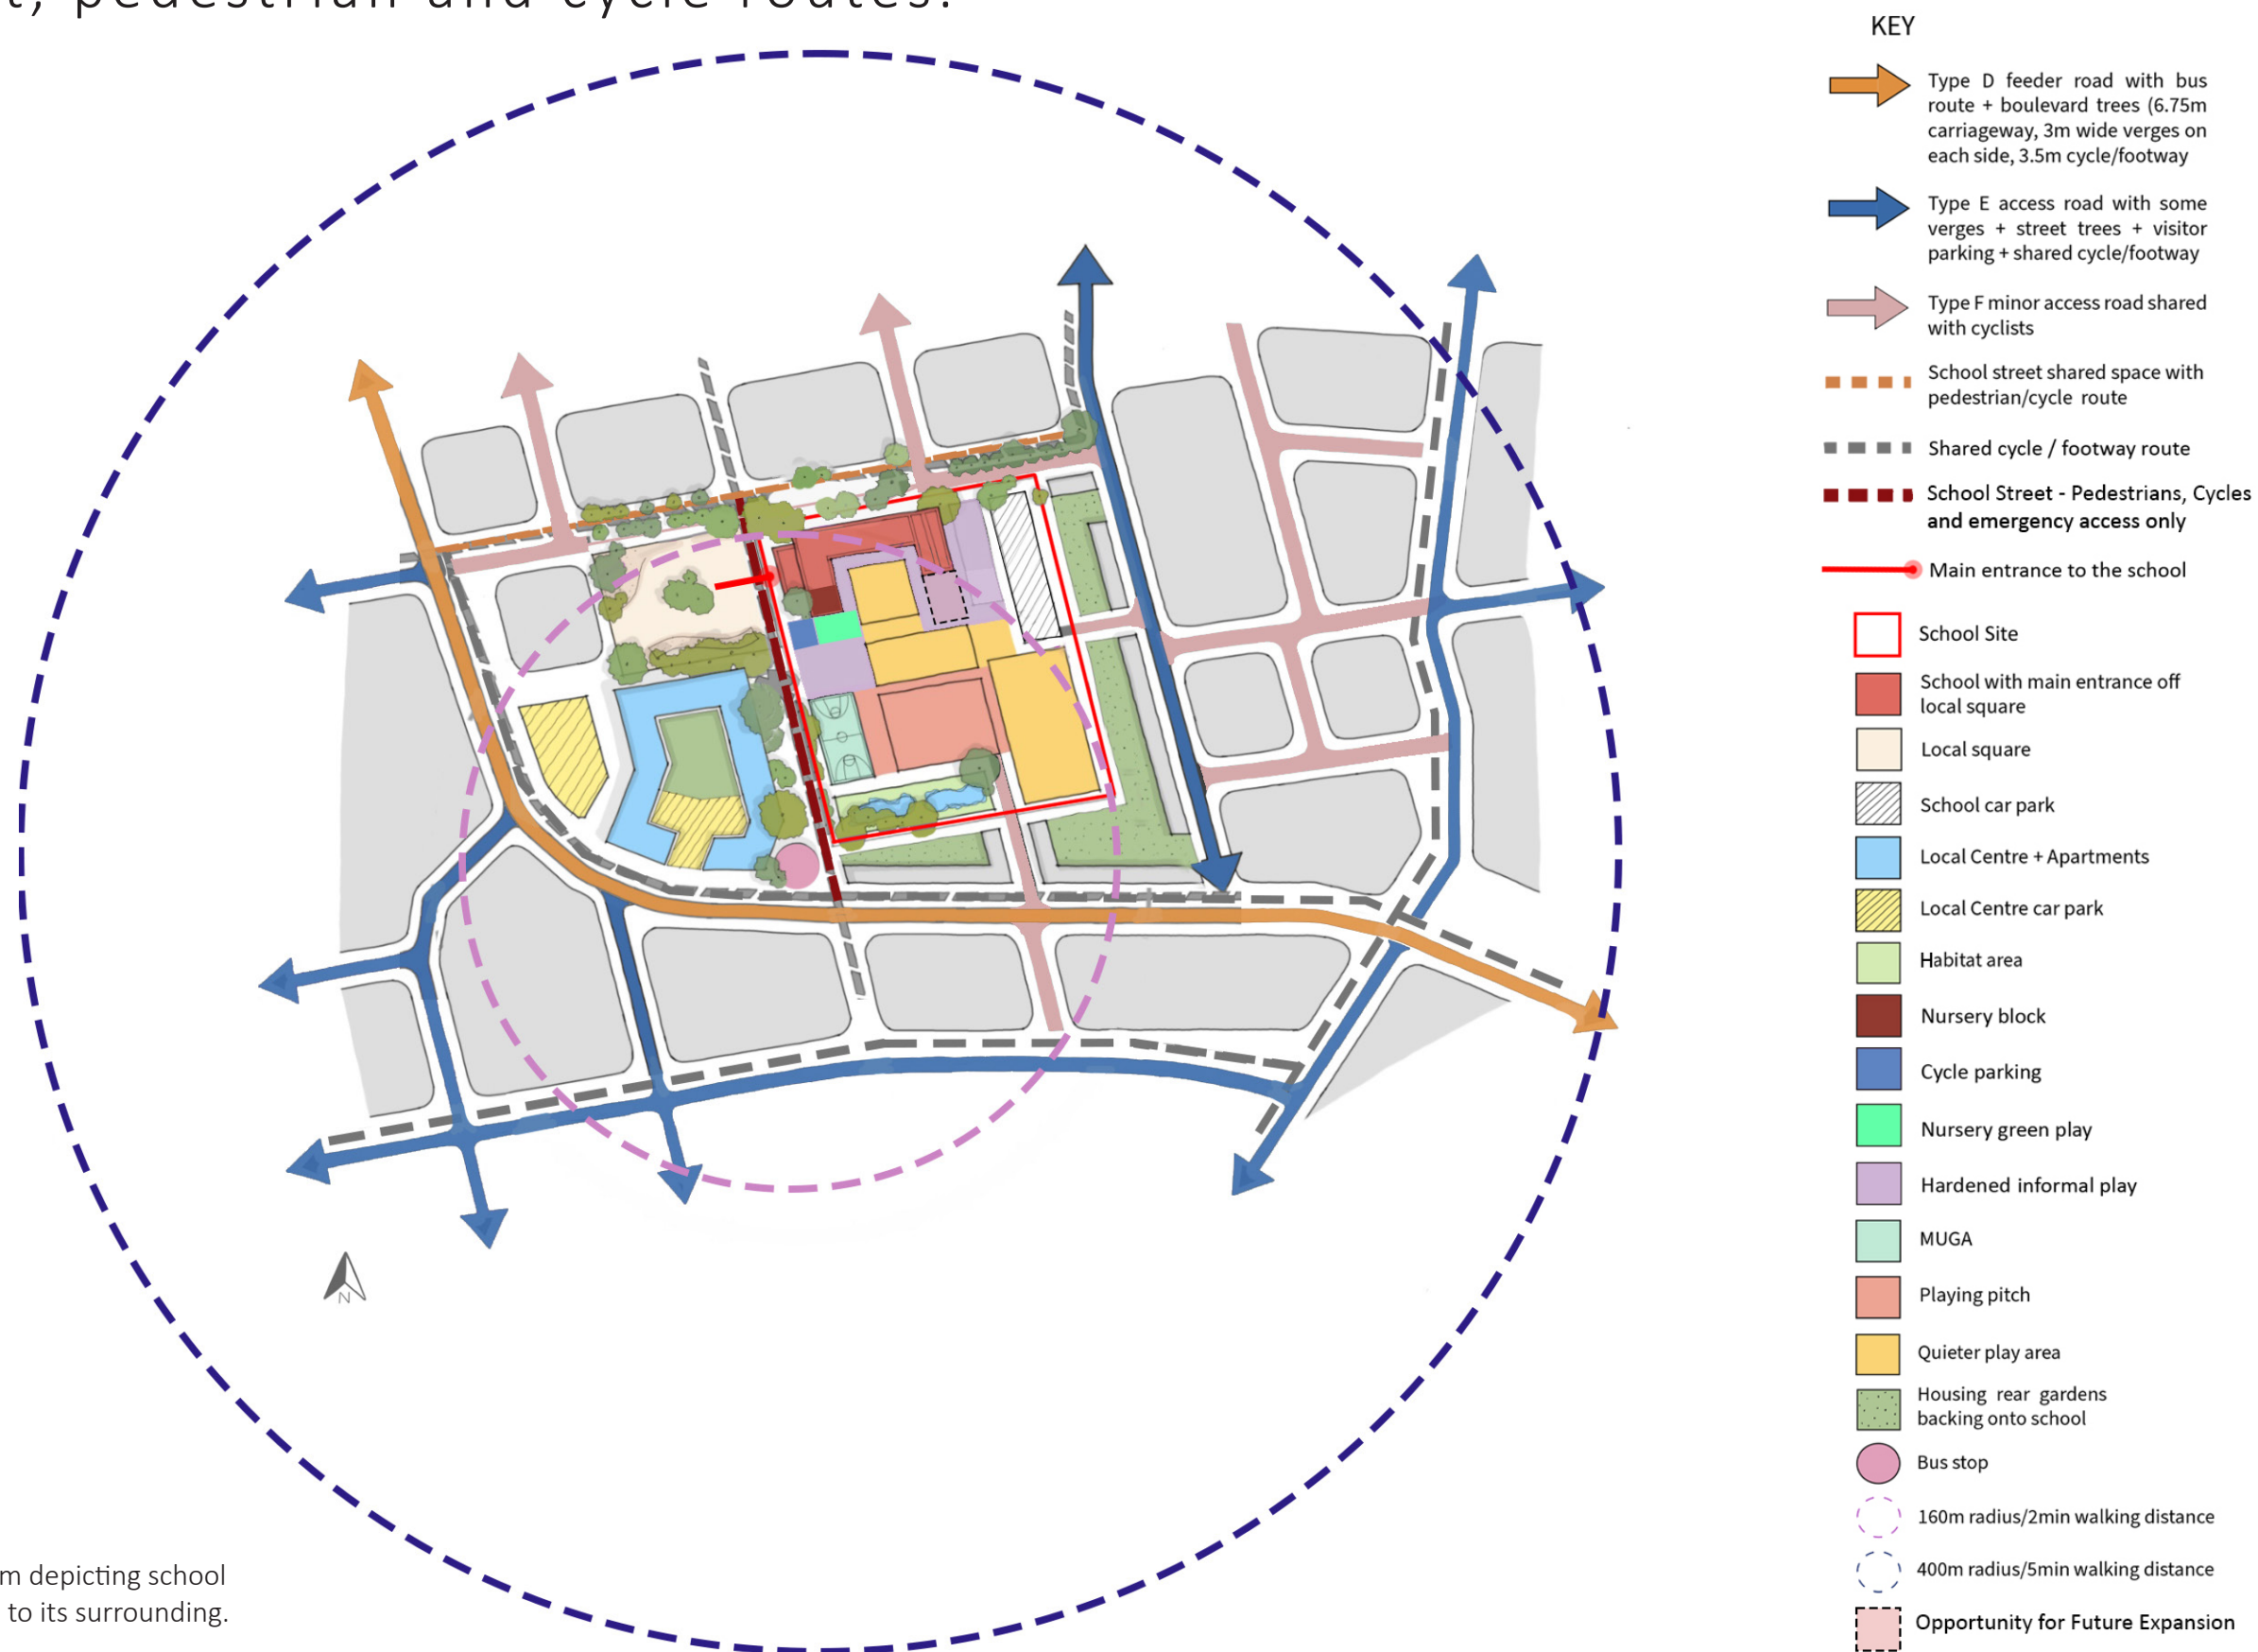 t, pedestrian and cycle routes.
KEY
Type D feeder road with bus
route + boulevard trees (6.75m
carriageway, 3m wide verges on
each side, 3.5m cycle/footway
Type E access road with some
verges + street trees + visitor
parking + shared cycle/footway
Type F minor access road shared
with cyclists
School street shared space with
pedestrian/cycle route
Shared cycle / footway route
School Street - Pedestrians, Cycles
and emergency access only
Main entrance to the school
School Site
School with main entrance off
local square
Local square
School car park
Local Centre + Apartments
Local Centre car park
Habitat area
Nursery block
Cycle parking
Nursery green play
Hardened informal play
MUGA
Playing pitch
Quieter play area
Housing rear gardens
backing onto school
Bus stop
160m radius/2min walking distance
400m radius/5min walking distance
Opportunity for Future Expansion
N
m depicting school
to its surrounding.